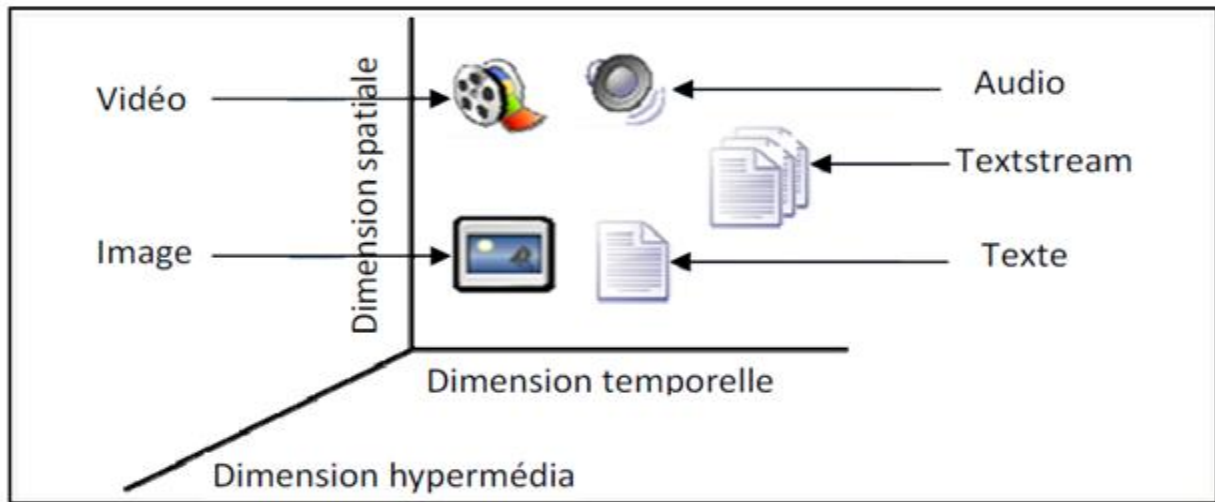 Vidéo
Dimension spatiale
Audio
Textstream
Image
Texte
Dimension temporelle
Dimension hypermédia